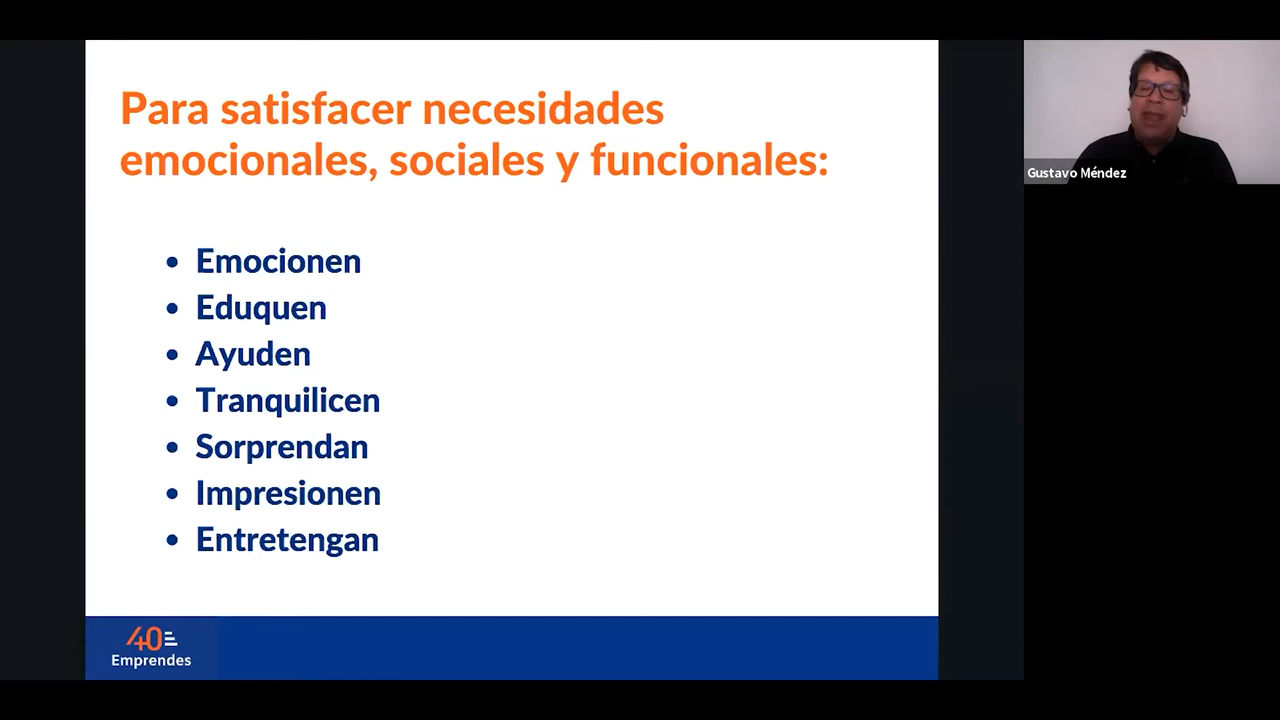 Para satisfacer necesidades
emocionales, sociales y funcionales:
• Emocionen
• Eduquen
• Ayuden
• Tranquilicen
• Sorprendan
• Impresionen
• Entretengan
40
Emprendes
Gustavo Méndez